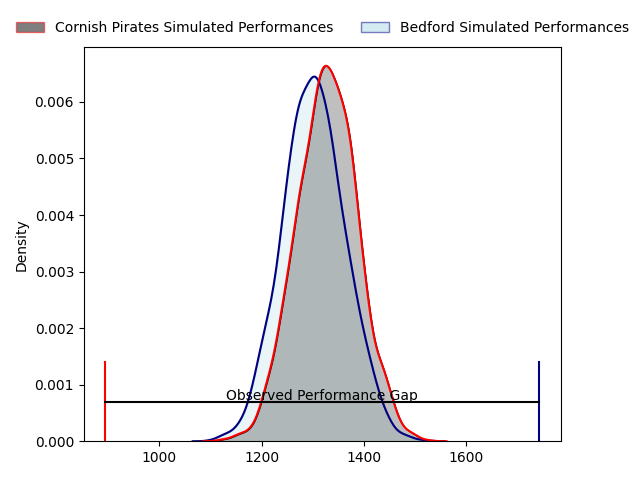 Cornish Pirates Simulated Performances
Bedford Simulated Performances
Density
0.006
0.005
0.004
0.003
0.002
0.001
0.000
Observed Performance Gap
1000
1200
1400
1600